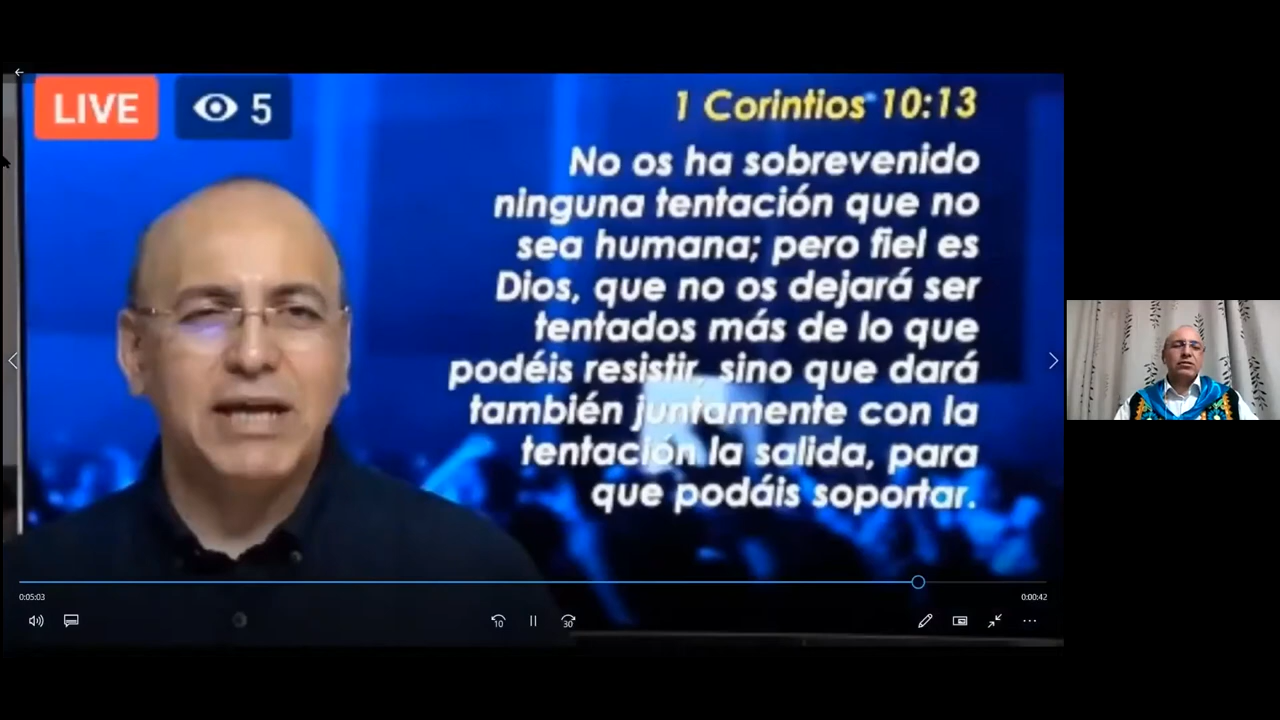 LIVE 5
1 Corintios 10:13
No os ha sobrevenido
ninguna tentación que no
sea humana; pero fiel es
Dios, que no os dejará ser
tentados más de lo que
podéis resistir, sino que dará
también juntamente con la
tentación la salida, para
que podáis soportar.
0:05:03
0:00:42
10
30